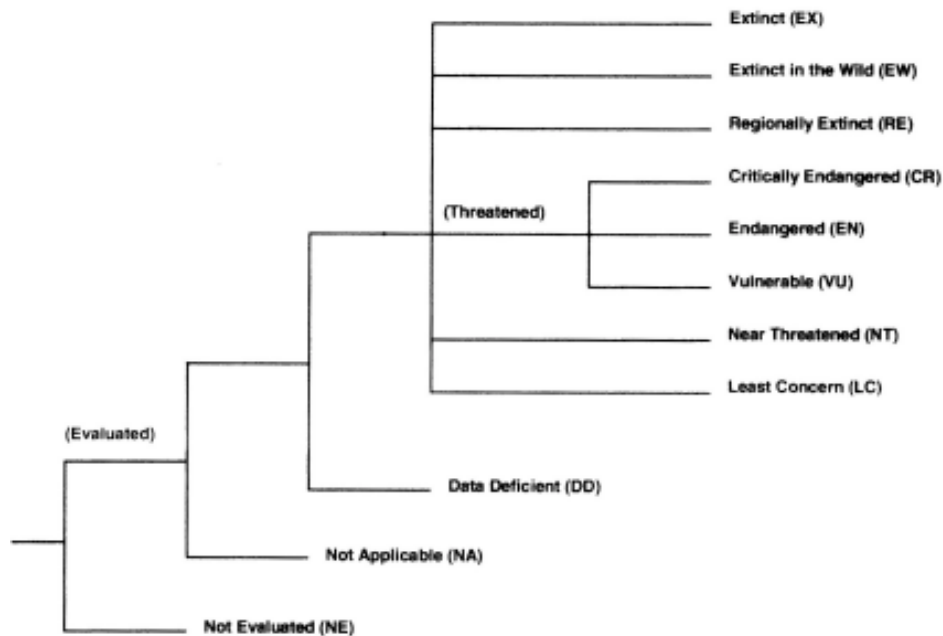 Extinct (EX)
Extinct in the Wild (EW)
Regionally Extinct (RE)
Critically Endangered (CR)
(Threatened)
Endangered (EN)
Vulnerable (VU)
Near Threatened (NT)
Least Concern (LC)
(Evaluated)
Data Deficient (DD)
Not Applicable (NA)
Not Evaluated (NE)